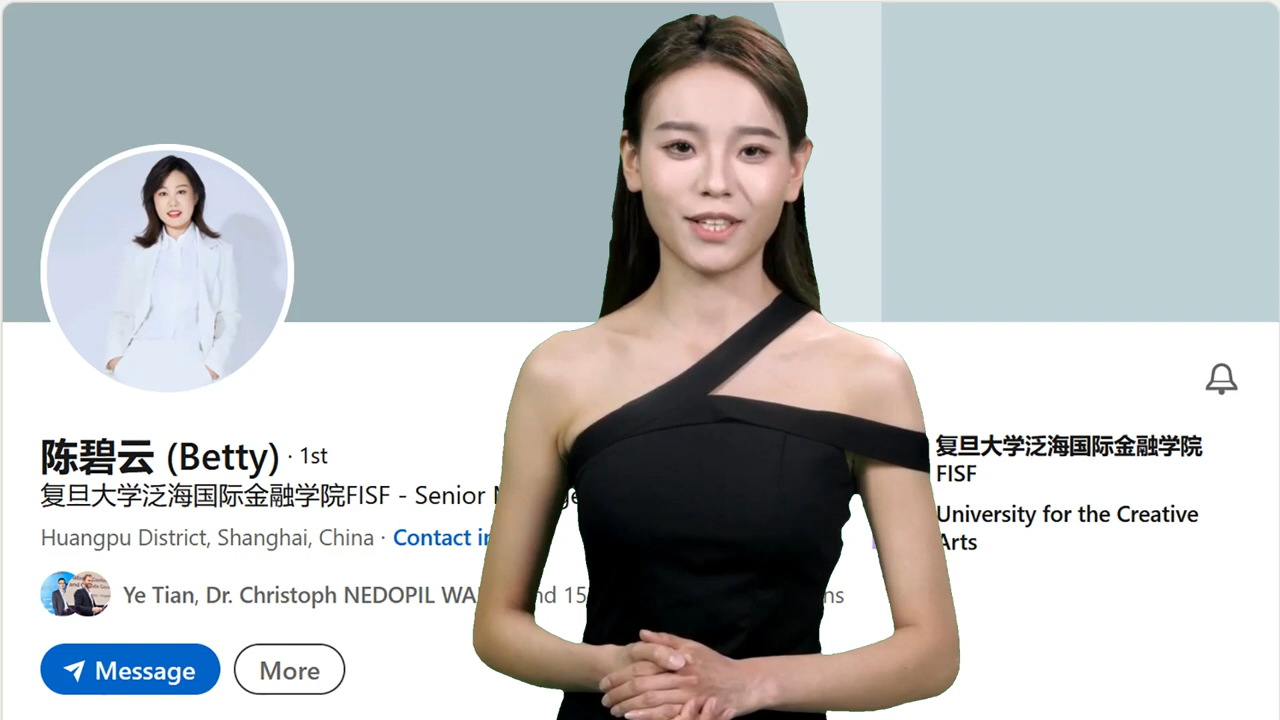 陈碧云 (Betty) · 1st
复旦大学泛海国际金融学院FISF - Senior
Huangpu District, Shanghai, China · Contact
Ye Tian, Dr. Christoph NEDOPIL and 15
Message
More
复旦大学泛海国际金融学院
FISF
University for the Creative
Arts